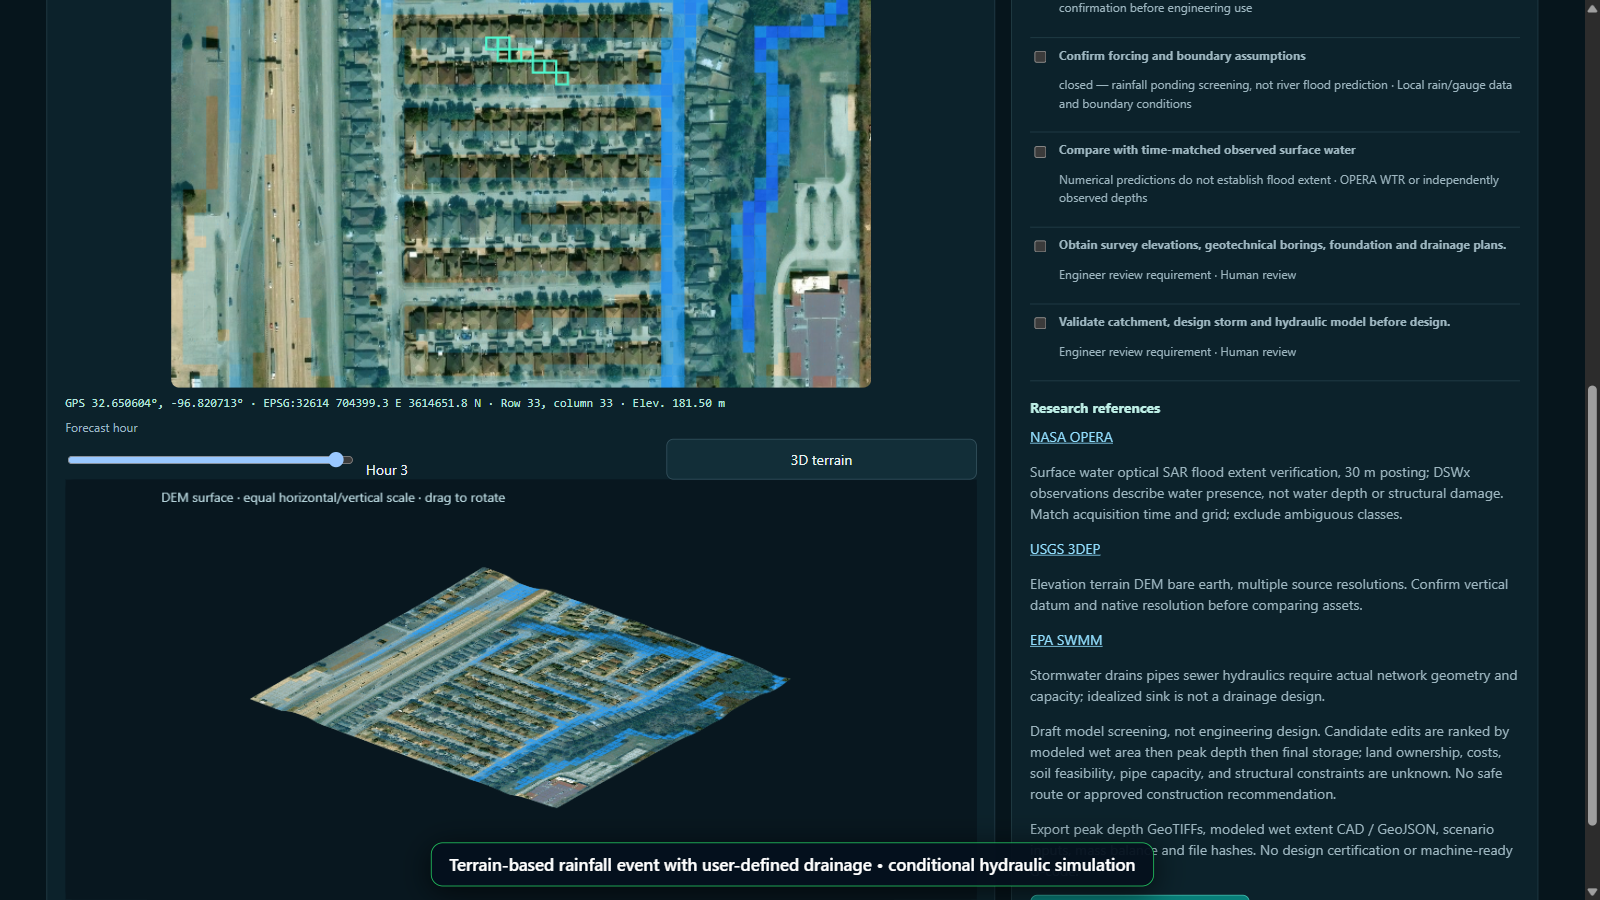 confirmation before engineering use
Confirm forcing and boundary assumptions
closed — rainfall ponding screening, not river flood prediction · Local rain/gauge data
and boundary conditions
Compare with time-matched observed surface water
Numerical predictions do not establish flood extent · OPERA WTR or independently
observed depths
Obtain survey elevations, geotechnical borings, foundation and drainage plans.
Engineer review requirement · Human review
Validate catchment, design storm and hydraulic model before design.
Engineer review requirement · Human review
GPS 32.650604°, -96.820713° · EPSG:32614 704399.3 E 3614651.8 N · Row 33, column 33 · Elev. 181.50 m
Forecast hour
Hour 3
3D terrain
DEM surface · equal horizontal/vertical scale · drag to rotate
Research references
NASA OPERA
Surface water optical SAR flood extent verification, 30 m posting; DSWx
observations describe water presence, not water depth or structural damage.
Match acquisition time and grid; exclude ambiguous classes.
USGS 3DEP
Elevation terrain DEM bare earth, multiple source resolutions. Confirm vertical
datum and native resolution before comparing assets.
EPA SWMM
Stormwater drains pipes sewer hydraulics require actual network geometry and
capacity; idealized sink is not a drainage design.
Draft model screening, not engineering design. Candidate edits are ranked by
modeled wet area then peak depth then final storage; land ownership, costs,
soil feasibility, pipe capacity, and structural constraints are unknown. No safe
route or approved construction recommendation.
Export peak depth GeoTIFFs, modeled wet extent CAD / GeoJSON, scenario
and file hashes. No design certification or machine-ready
Terrain-based rainfall event with user-defined drainage • conditional hydraulic simulation